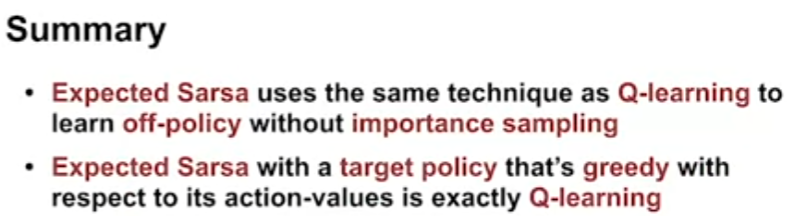 Summary
• Expected Sarsa uses the same technique as Q-learning to
learn off-policy without importance sampling
• Expected Sarsa with a target policy that's greedy with
respect to its action-values is exactly Q-learning